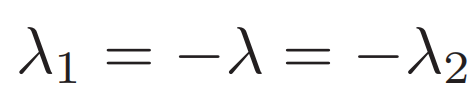 λ₁ = −λ = −λ₂